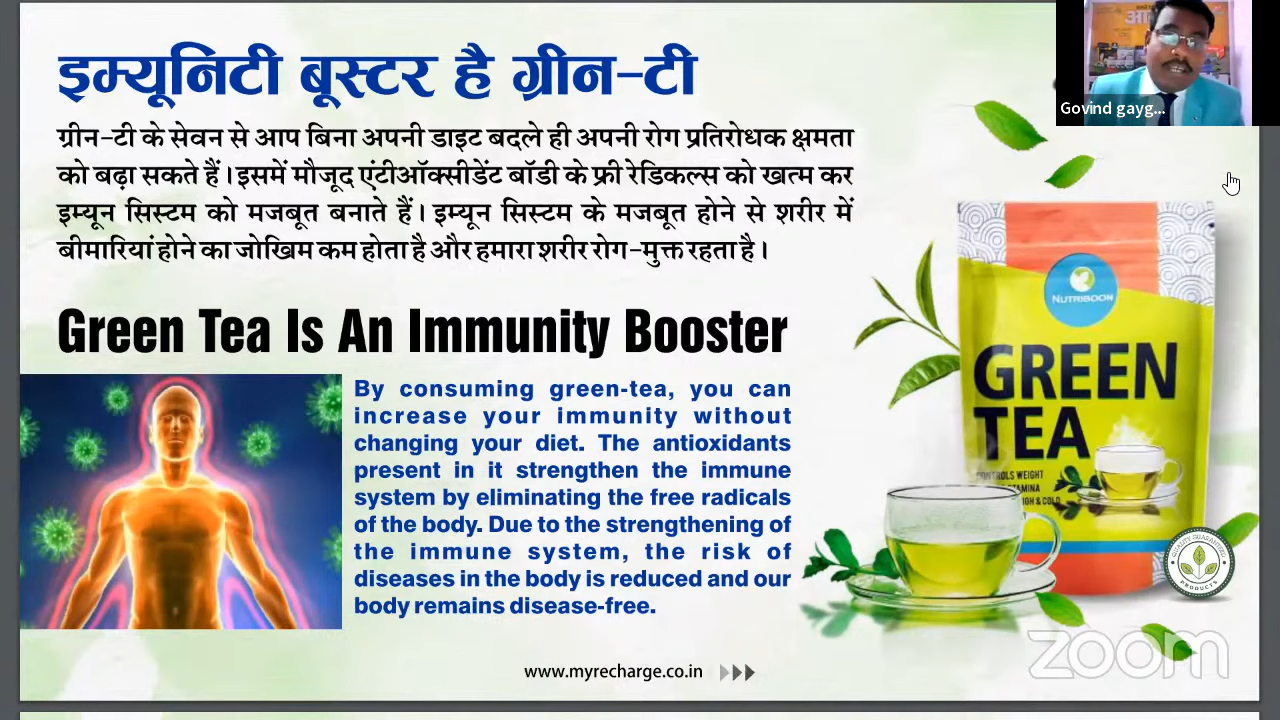 इम्यूनिटी बूस्टर है ग्रीन-टी
ग्रीन-टी के सेवन से आप बिना अपनी डाइट बदले ही अपनी रोग प्रतिरोधक क्षमता
को बढ़ा सकते हैं। इसमें मौजूद एंटीऑक्सीडेंट बॉडी के फ्री रेडिकल्स को खत्म कर
इम्यून सिस्टम को मजबूत बनाते हैं। इम्यून सिस्टम के मजबूत होने से शरीर में
बीमारियां होने का जोखिम कम होता है और हमारा शरीर रोग-मुक्त रहता है।
Govind gayg...
Green Tea Is An Immunity Booster
By consuming green-tea, you can
increase your immunity without
changing your diet. The antioxidants
present in it strengthen the immune
system by eliminating the free radicals
of the body. Due to the strengthening of
the immune system, the risk of
diseases in the body is reduced and our
body remains disease-free.
NUTRIBOON
GREEN
TEA
CONTROLS WEIGHT
QUALITY GUARANTEED
PRODUCTS
zoom
www.myrecharge.co.in